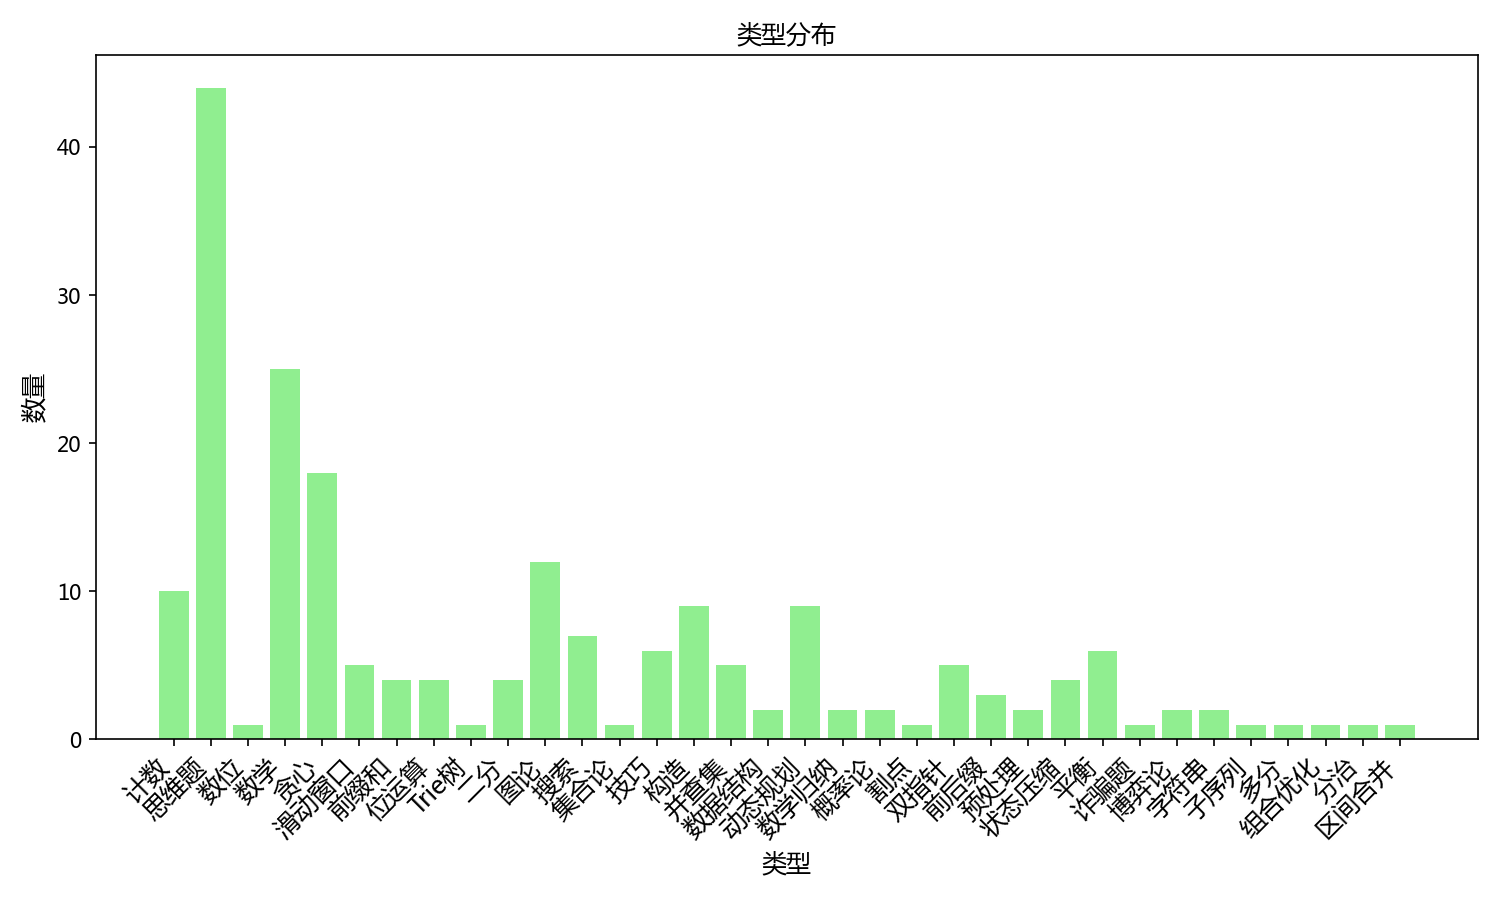 类型分布
数量
40
30
20
10
0
计数
思维题
数位
数学
贪心
滑动窗口
前缀和
位运算
Trie树
二分
图论
搜索
集合论
技巧
构造
并查集
数据结构
动态规划
数学归纳
概率论
割点
双指针
前后缀
预处理
状态压缩
平衡
诈骗题
博弈论
字符串
子序列
多分
组合优化
分治
区间合并
类型